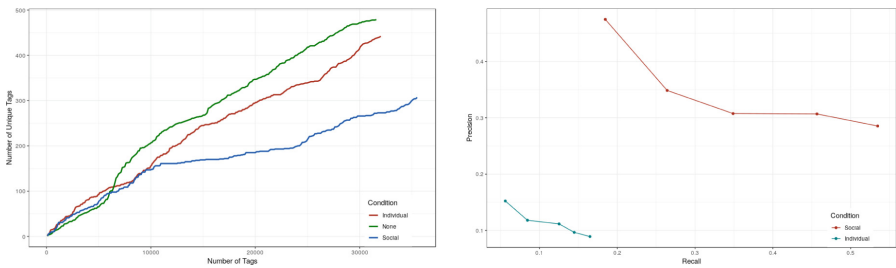 500
400
300
200
100
0
Number of Unique Tags
0
10000
20000
30000
Number of Tags
Condition
Individual
None
Social
0.4
0.3
0.2
0.1
Precision
0.1
0.2
0.3
0.4
0.5
Recall
Condition
Social
Individual